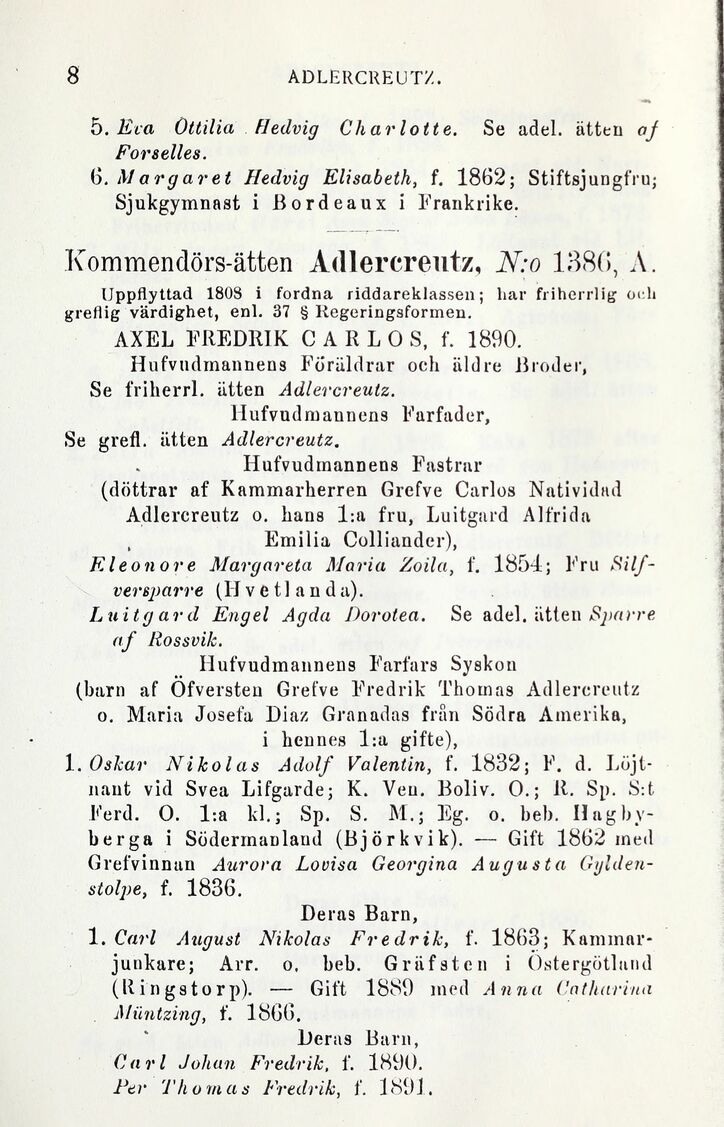 8 ADLERCREUTZ.
5. Eva Ottilia Hedvig Charlotte. Se adel. ätten af
Forselles.
6. Margaret Hedvig Elisabeth, f. 1862; Stiftsjungfru;
Sjukgymnast i Bordeaux i Frankrike.
Kommendörs-ätten Adlercreutz, N:o 1386, A.
Uppflyttad 1808 i fordna riddareklassen; har friherrlig och
greflig värdighet, enl. 37 § Regeringsformen.
AXEL FREDRIK CARLOS, f. 1890.
Hufvudmannens Föräldrar och äldre Broder,
Se friherrl. ätten Adlercreutz.
Hufvudmannens Farfader,
Se grefl. ätten Adlercreutz.
Hufvudmannens Fastrar
(döttrar af Kammarherren Grefve Carlos Natividad
Adlercreutz o. hans 1:a fru, Luitgard Alfrida
Emilia Colliander),
Eleonore Margareta Maria Zoila, f. 1854; Fru Silf-
versparre (Hvetlanda).
Luitgard Engel Agda Dorotea. Se adel. ätten Sparre
af Rossvik.
Hufvudmannens Farfars Syskon
(barn af Öfversten Grefve Fredrik Thomas Adlercreutz
o. Maria Josefa Diaz Granadas från Södra Amerika,
i hennes 1:a gifte),
1. Oskar Nikolas Adolf Valentin, f. 1832; F. d. Löjt-
nant vid Svea Lifgarde; K. Ven. Boliv. O.; R. Sp. S:t
Ferd. O. 1:a kl.; Sp. S. M.; Eg. o. beb. Hagby-
berga i Södermanland (Björkvik). — Gift 1862 med
Grefvinnan Aurora Lovisa Georgina Augusta Gylden-
stolpe, f. 1836.
Deras Barn,
1. Carl August Nikolas Fredrik, f. 1863; Kammar-
junkare; Arr. o. beb. Gräfsten i Östergötland
(Ringstorp). — Gift 1889 med Anna Catharina
Müntzing, f. 1866.
Deras Barn,
Carl Johan Fredrik, f. 1890.
Per Thomas Fredrik, f. 1891.